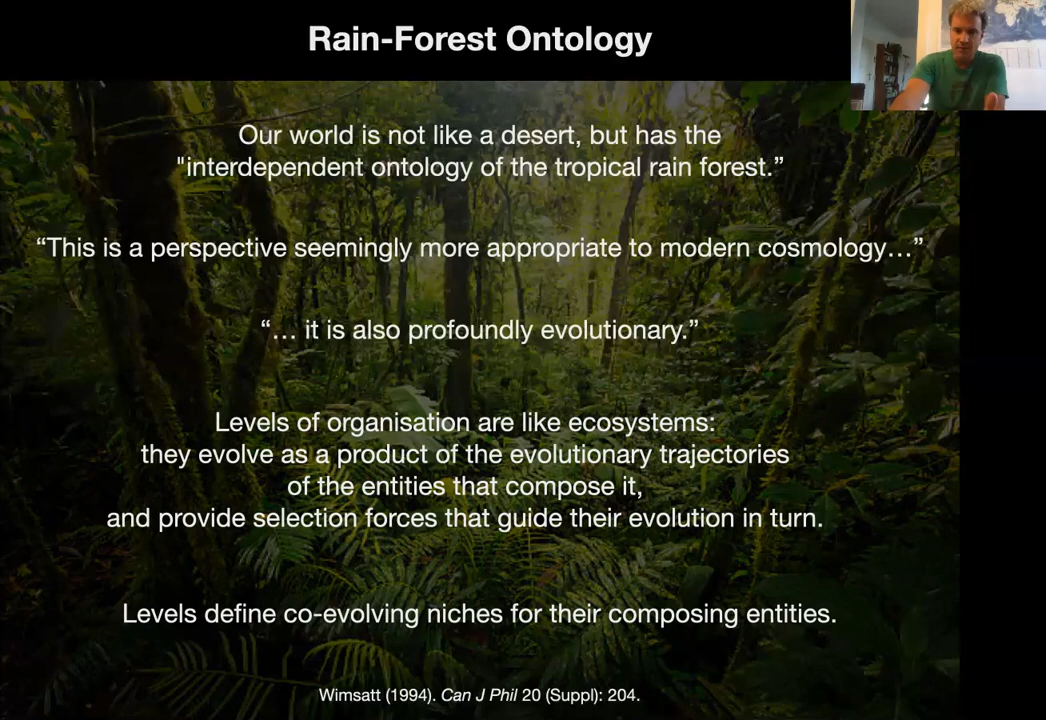 Rain-Forest Ontology
Our world is not like a desert, but has the
"interdependent ontology of the tropical rain forest.”
“This is a perspective seemingly more appropriate to modern cosmology…”
“… it is also profoundly evolutionary.”
Levels of organisation are like ecosystems:
they evolve as a product of the evolutionary trajectories
of the entities that compose it,
and provide selection forces that guide their evolution in turn.
Levels define co-evolving niches for their composing entities.
Wimsatt (1994). Can J Phil 20 (Suppl): 204.